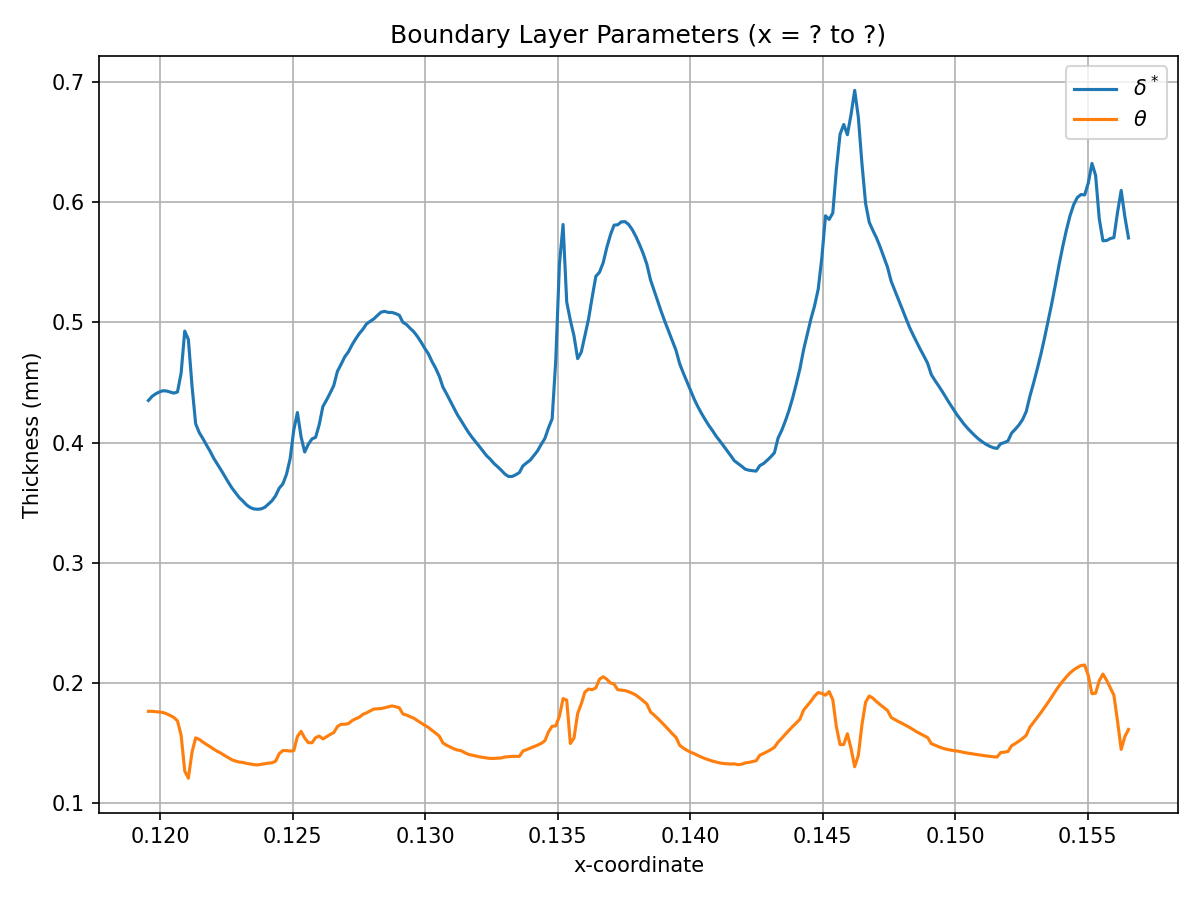 Boundary Layer Parameters (x = ? to ?)
δ*
θ
Thickness (mm)
0.7
0.6
0.5
0.4
0.3
0.2
0.1
0.120 0.125 0.130 0.135 0.140 0.145 0.150 0.155
x-coordinate